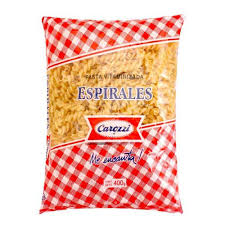 PASTA VITAMINIZADA
ESPIRALES
Carozzi
Me encanta!
400g